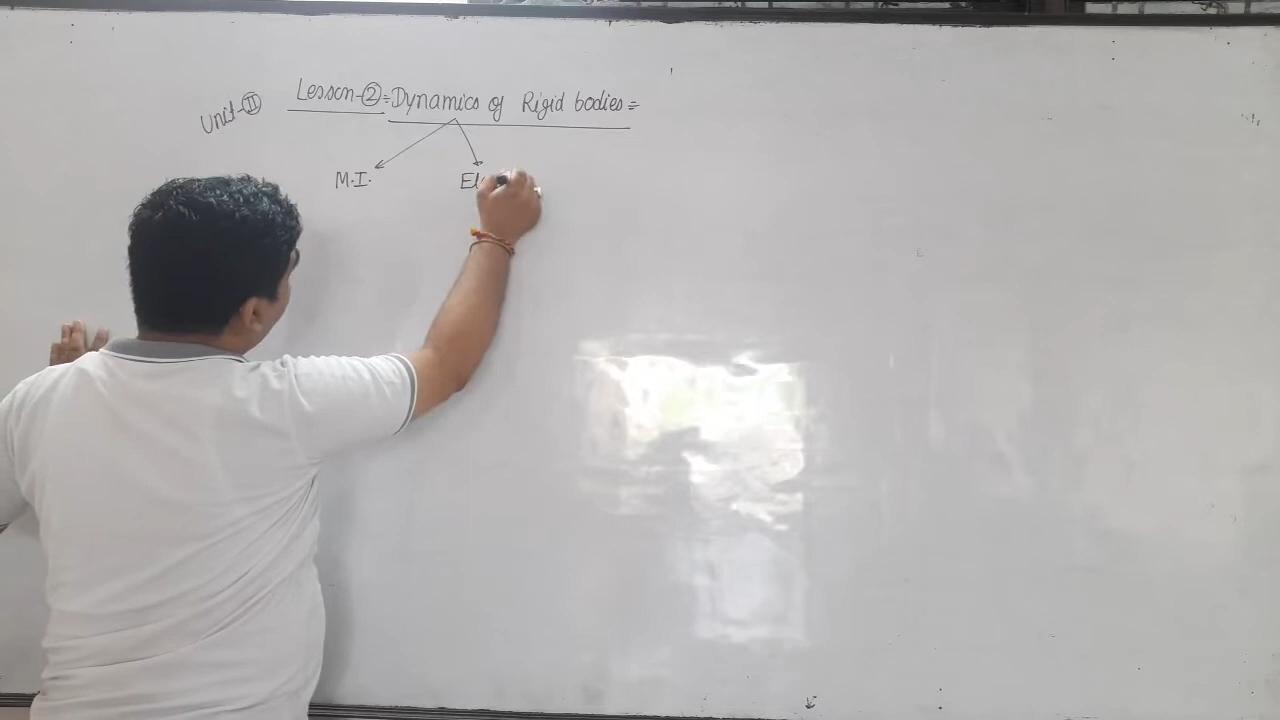 Unit-II Lesson-2=Dynamics of Rigid bodies=
M.I.